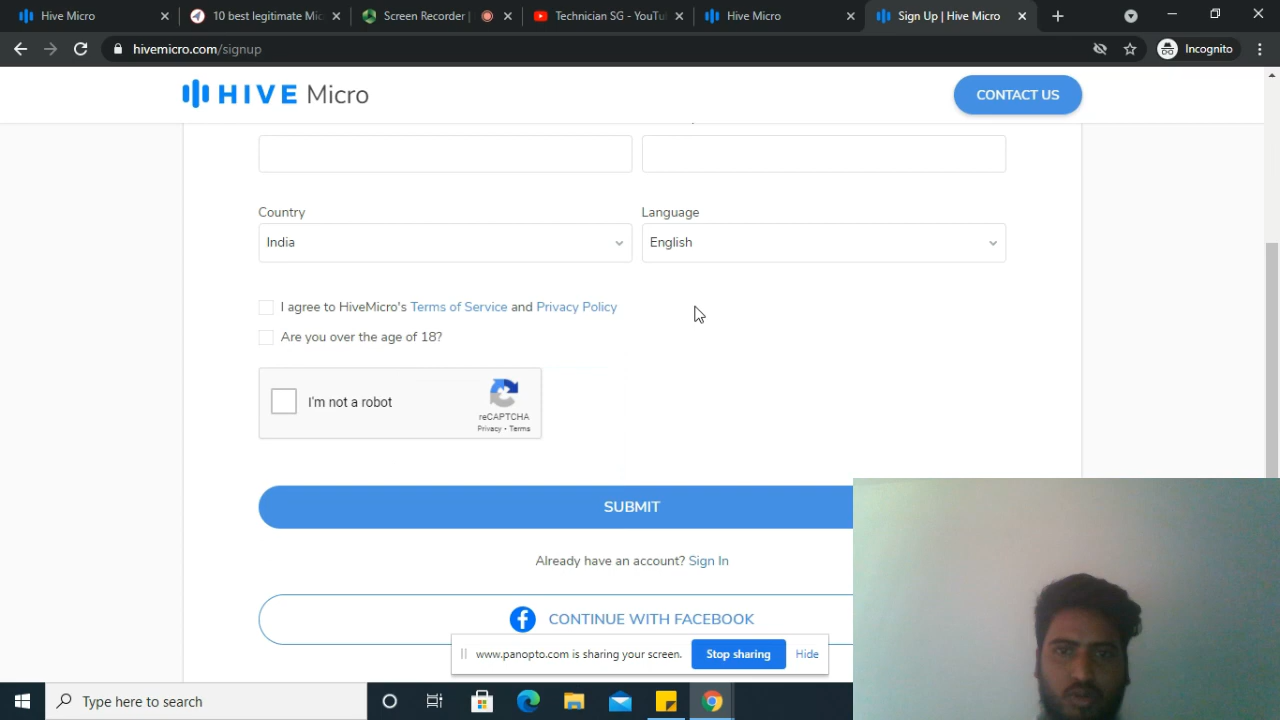 Hive Micro
10 best legitimate Mic
Screen Recorder |
Technician SG - YouTu
Hive Micro
Sign Up | Hive Micro
hivemicro.com/signup
Incognito
HIVE Micro
CONTACT US
Country
Language
India
English
I agree to HiveMicro's Terms of Service and Privacy Policy
Are you over the age of 18?
I'm not a robot
reCAPTCHA
Privacy • Terms
SUBMIT
Already have an account? Sign In
CONTINUE WITH FACEBOOK
www.panopto.com is sharing your screen.
Stop sharing
Hide
Type here to search